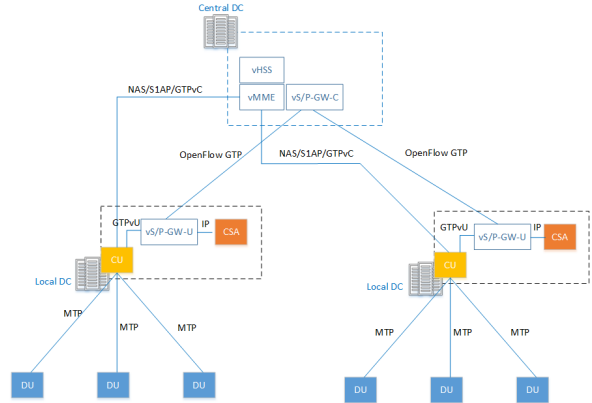 Central DC
vHSS
vMME
vS/P-GW-C
NAS/S1AP/GTPvC
OpenFlow GTP
NAS/S1AP/GTPvC
OpenFlow GTP
GTPvU
vS/P-GW-U
IP
CSA
CU
Local DC
MTP
MTP
MTP
DU
DU
DU
GTPvU
vS/P-GW-U
IP
CSA
CU
Local DC
MTP
MTP
MTP
DU
DU
DU